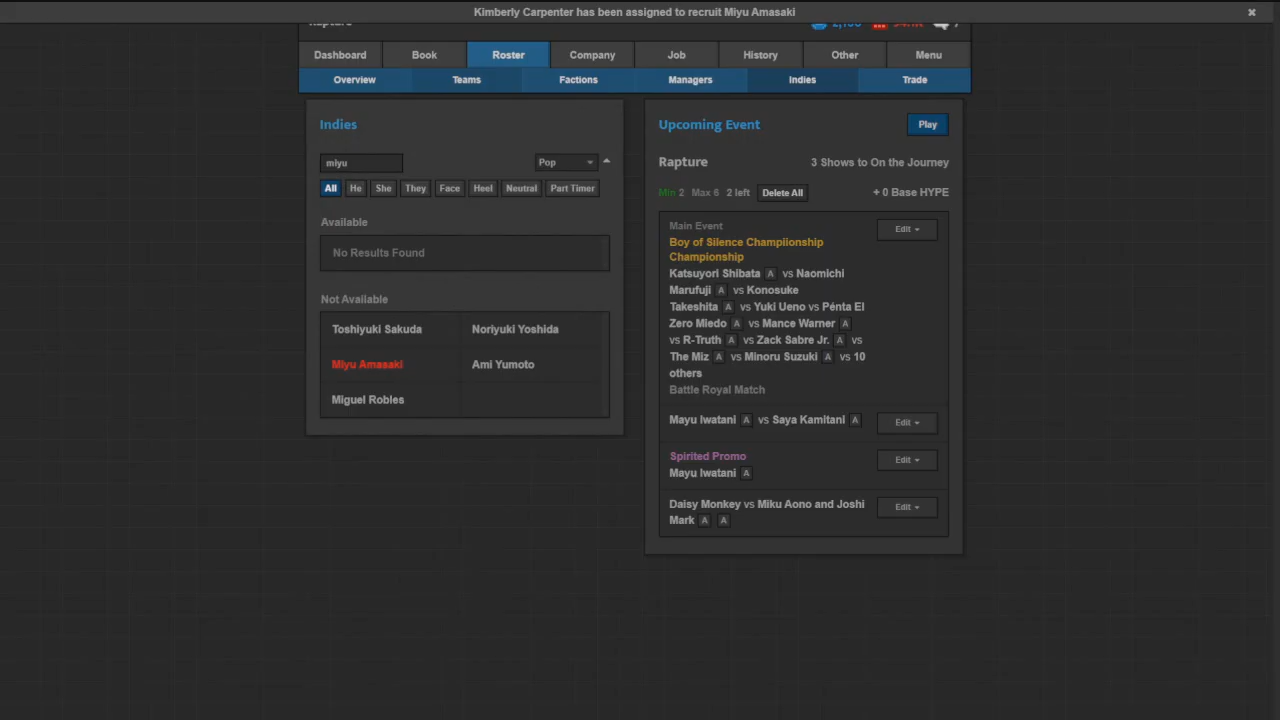 Kimberly Carpenter has been assigned to recruit Miyu Amasaki
Rapture
Dashboard
Book
Roster
Company
Job
History
Other
Menu
Overview
Teams
Factions
Managers
Indies
Trade
Indies
miyu
Pop
All
He
She
They
Face
Heel
Neutral
Part Timer
Available
No Results Found
Not Available
Toshiyuki Sakuda
Noriyuki Yoshida
Miyu Amasaki
Ami Yumoto
Miguel Robles
Upcoming Event
Play
Rapture
3 Shows to On the Journey
Min 2 Max 6 2 left Delete All
+ 0 Base HYPE
Main Event
Edit
Boy of Silence Champiionship
Championship
Katsuyori Shibata A vs Naomichi
Marufuji A vs Konosuke
Takeshita A vs Yuki Ueno vs Pénta El
Zero Miedo A vs Mance Warner A
vs R-Truth A vs Zack Sabre Jr. A vs
The Miz A vs Minoru Suzuki A vs 10
others
Battle Royal Match
Mayu Iwatani A vs Saya Kamitani A
Edit
Spirited Promo
Mayu Iwatani A
Edit
Daisy Monkey vs Miku Aono and Joshi
Mark A A
Edit